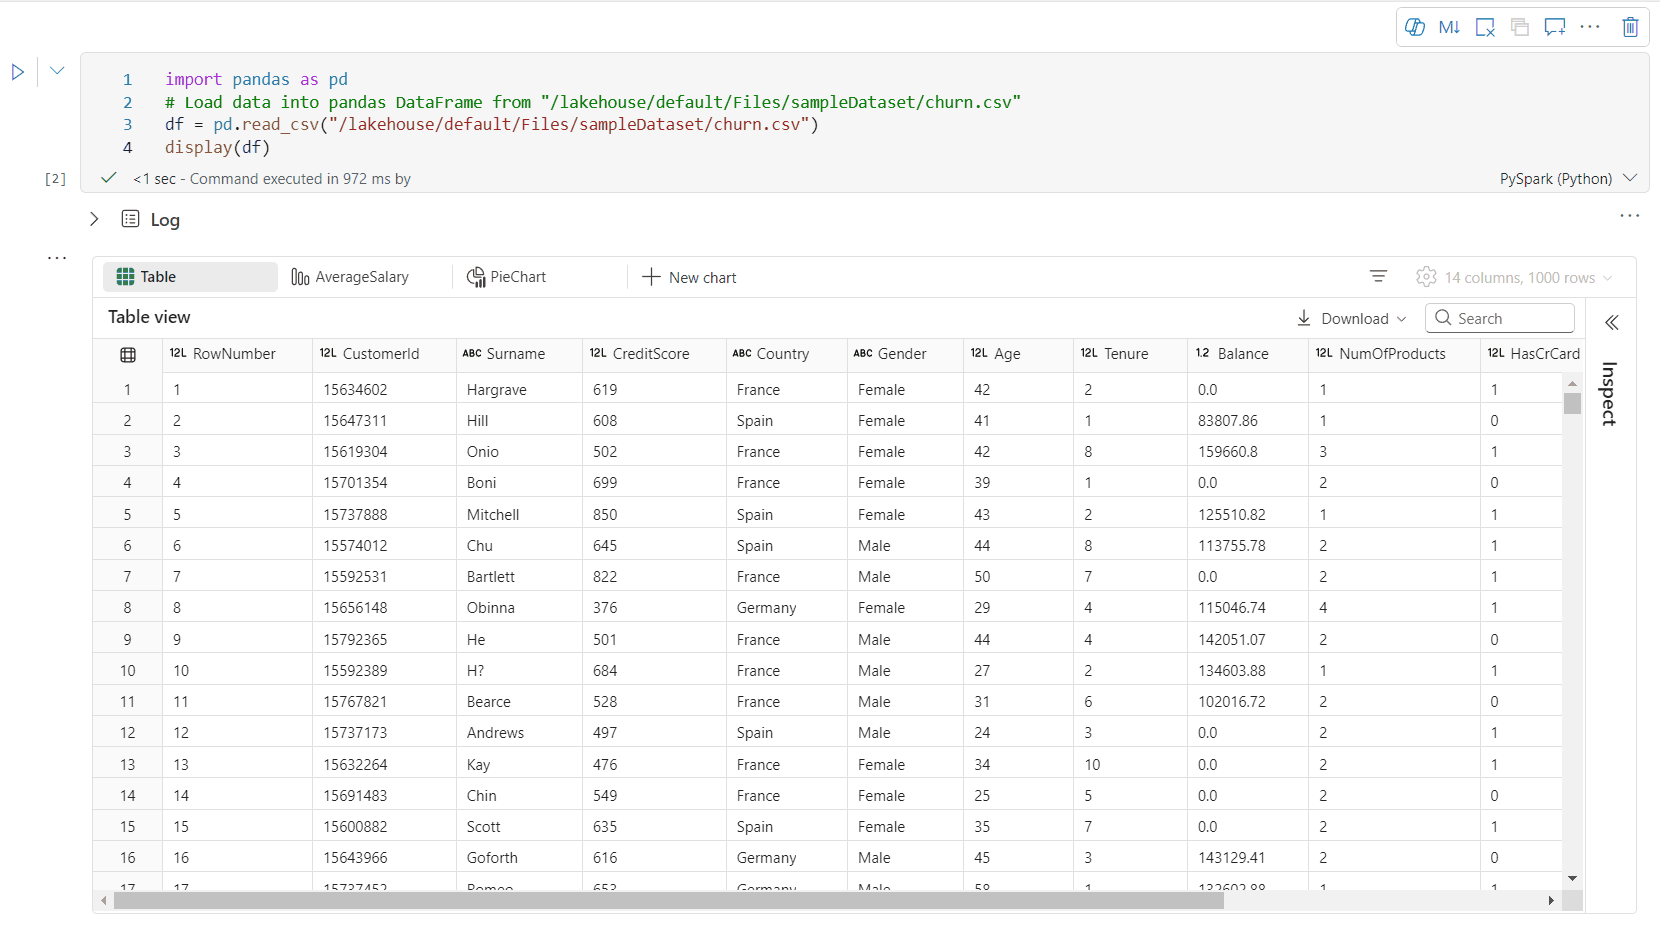 M↓
1 import pandas as pd
2 # Load data into pandas DataFrame from "/lakehouse/default/Files/sampleDataset/churn.csv"
3 df = pd.read_csv("/lakehouse/default/Files/sampleDataset/churn.csv")
4 display(df)
[2] <1 sec - Command executed in 972 ms by PySpark (Python)
Log
Table AverageSalary PieChart New chart 14 columns, 1000 rows
Table view Download Search
12L RowNumber 12L CustomerId ABC Surname 12L CreditScore ABC Country ABC Gender 12L Age 12L Tenure 1.2 Balance 12L NumOfProducts 12L HasCrCard
Inspect
1 1 15634602 Hargrave 619 France Female 42 2 0.0 1 1
2 2 15647311 Hill 608 Spain Female 41 1 83807.86 1 0
3 3 15619304 Onio 502 France Female 42 8 159660.8 3 1
4 4 15701354 Boni 699 France Female 39 1 0.0 2 0
5 5 15737888 Mitchell 850 Spain Female 43 2 125510.82 1 1
6 6 15574012 Chu 645 Spain Male 44 8 113755.78 2 1
7 7 15592531 Bartlett 822 France Male 50 7 0.0 2 1
8 8 15656148 Obinna 376 Germany Female 29 4 115046.74 4 1
9 9 15792365 He 501 France Male 44 4 142051.07 2 0
10 10 15592389 H? 684 France Male 27 2 134603.88 1 1
11 11 15767821 Bearce 528 France Male 31 6 102016.72 2 0
12 12 15737173 Andrews 497 Spain Male 24 3 0.0 2 1
13 13 15632264 Kay 476 France Female 34 10 0.0 2 1
14 14 15691483 Chin 549 France Female 25 5 0.0 2 0
15 15 15600882 Scott 635 Spain Female 35 7 0.0 2 1
16 16 15643966 Goforth 616 Germany Male 45 3 143129.41 2 0
17 17 15737452 Romeo 653 Germany Male 58 1 132602.88 1 1